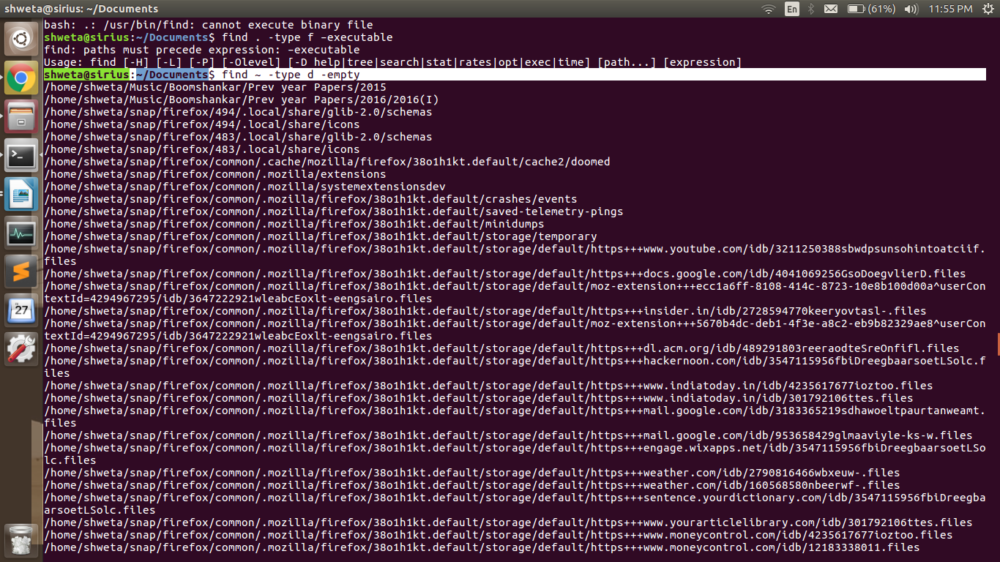 shweta@sirius: ~/Documents
En
(61%)
11:55 PM
bash: .: /usr/bin/find: cannot execute binary file
shweta@sirius:~/Documents$ find . -type f –executable
find: paths must precede expression: –executable
Usage: find [-H] [-L] [-P] [-Olevel] [-D help|tree|search|stat|rates|opt|exec|time] [path...] [expression]
shweta@sirius:~/Documents$ find ~ -type d -empty
/home/shweta/Music/Boomshankar/Prev year Papers/2015
/home/shweta/Music/Boomshankar/Prev year Papers/2016/2016(I)
/home/shweta/snap/firefox/494/.local/share/glib-2.0/schemas
/home/shweta/snap/firefox/494/.local/share/icons
/home/shweta/snap/firefox/483/.local/share/glib-2.0/schemas
/home/shweta/snap/firefox/483/.local/share/icons
/home/shweta/snap/firefox/common/.cache/mozilla/firefox/38o1h1kt.default/cache2/doomed
/home/shweta/snap/firefox/common/.mozilla/extensions
/home/shweta/snap/firefox/common/.mozilla/systemextensionsdev
/home/shweta/snap/firefox/common/.mozilla/firefox/38o1h1kt.default/crashes/events
/home/shweta/snap/firefox/common/.mozilla/firefox/38o1h1kt.default/saved-telemetry-pings
/home/shweta/snap/firefox/common/.mozilla/firefox/38o1h1kt.default/minidumps
/home/shweta/snap/firefox/common/.mozilla/firefox/38o1h1kt.default/storage/temporary
/home/shweta/snap/firefox/common/.mozilla/firefox/38o1h1kt.default/storage/default/https+++www.youtube.com/idb/3211250388sbwdpsunsohintoatciif.
files
/home/shweta/snap/firefox/common/.mozilla/firefox/38o1h1kt.default/storage/default/https+++docs.google.com/idb/4041069256GsoDoegvlierD.files
/home/shweta/snap/firefox/common/.mozilla/firefox/38o1h1kt.default/storage/default/moz-extension+++ecc1a6ff-8108-414c-8723-10e8b100d00a^userCon
textId=4294967295/idb/3647222921wleabcEoxlt-eengsairo.files
/home/shweta/snap/firefox/common/.mozilla/firefox/38o1h1kt.default/storage/default/https+++insider.in/idb/2728594770keeryovtasl-.files
/home/shweta/snap/firefox/common/.mozilla/firefox/38o1h1kt.default/storage/default/moz-extension+++5670b4dc-deb1-4f3e-a8c2-eb9b82329ae8^userCon
textId=4294967295/idb/3647222921wleabcEoxlt-eengsairo.files
/home/shweta/snap/firefox/common/.mozilla/firefox/38o1h1kt.default/storage/default/https+++dl.acm.org/idb/489291803reeraodteSreOnfifl.files
/home/shweta/snap/firefox/common/.mozilla/firefox/38o1h1kt.default/storage/default/https+++hackernoon.com/idb/3547115956fbiDreegbaarsoetLSolc.f
iles
/home/shweta/snap/firefox/common/.mozilla/firefox/38o1h1kt.default/storage/default/https+++www.indiatoday.in/idb/4235617677ioztoo.files
/home/shweta/snap/firefox/common/.mozilla/firefox/38o1h1kt.default/storage/default/https+++www.indiatoday.in/idb/301792106ttes.files
/home/shweta/snap/firefox/common/.mozilla/firefox/38o1h1kt.default/storage/default/https+++mail.google.com/idb/3183365219sdhawoeltpaurtanweamt.
files
/home/shweta/snap/firefox/common/.mozilla/firefox/38o1h1kt.default/storage/default/https+++mail.google.com/idb/953658429glmaaviyle-ks-w.files
/home/shweta/snap/firefox/common/.mozilla/firefox/38o1h1kt.default/storage/default/https+++engage.wixapps.net/idb/3547115956fbiDreegbaarsoetLSo
lc.files
/home/shweta/snap/firefox/common/.mozilla/firefox/38o1h1kt.default/storage/default/https+++weather.com/idb/2790816466wbxeuw-.files
/home/shweta/snap/firefox/common/.mozilla/firefox/38o1h1kt.default/storage/default/https+++weather.com/idb/160568580nbeerwf-.files
/home/shweta/snap/firefox/common/.mozilla/firefox/38o1h1kt.default/storage/default/https+++sentence.yourdictionary.com/idb/3547115956fbiDreegba
arsoetLSolc.files
/home/shweta/snap/firefox/common/.mozilla/firefox/38o1h1kt.default/storage/default/https+++www.yourarticlelibrary.com/idb/301792106ttes.files
/home/shweta/snap/firefox/common/.mozilla/firefox/38o1h1kt.default/storage/default/https+++www.moneycontrol.com/idb/4235617677ioztoo.files
/home/shweta/snap/firefox/common/.mozilla/firefox/38o1h1kt.default/storage/default/https+++www.moneycontrol.com/idb/12183338011.files
27